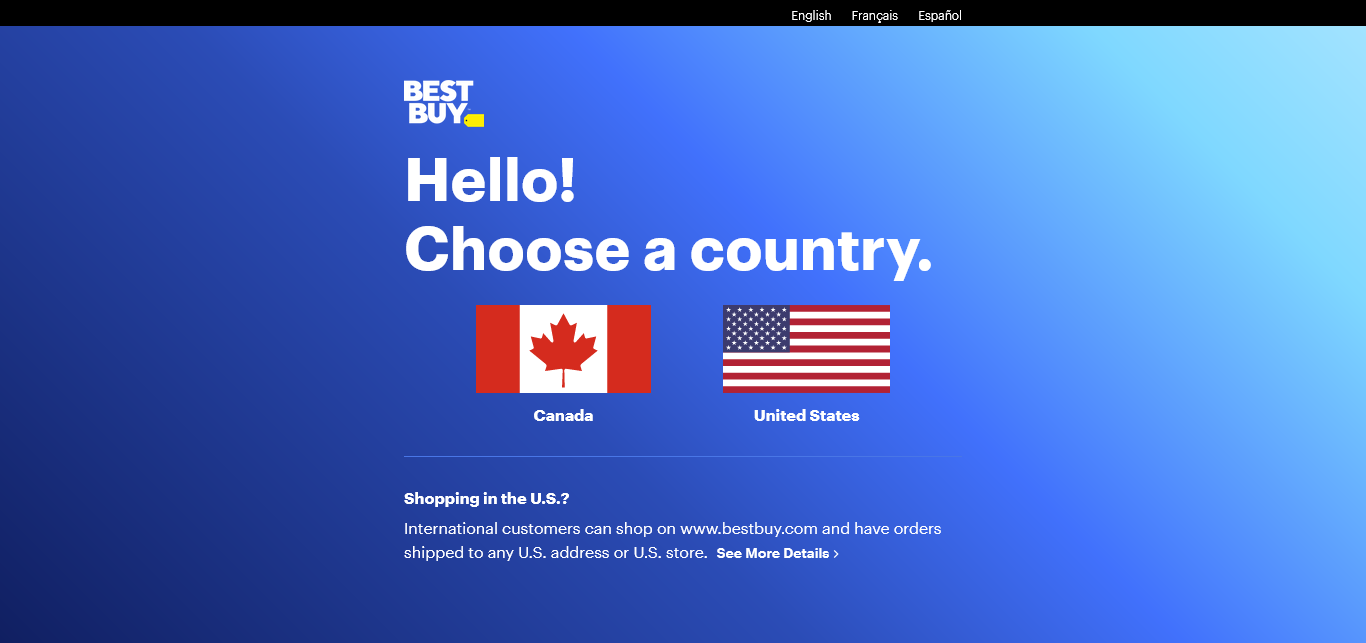 English Français Español
BEST
BUY
Hello!
Choose a country.
Canada United States
Shopping in the U.S.?
International customers can shop on www.bestbuy.com and have orders
shipped to any U.S. address or U.S. store. See More Details >